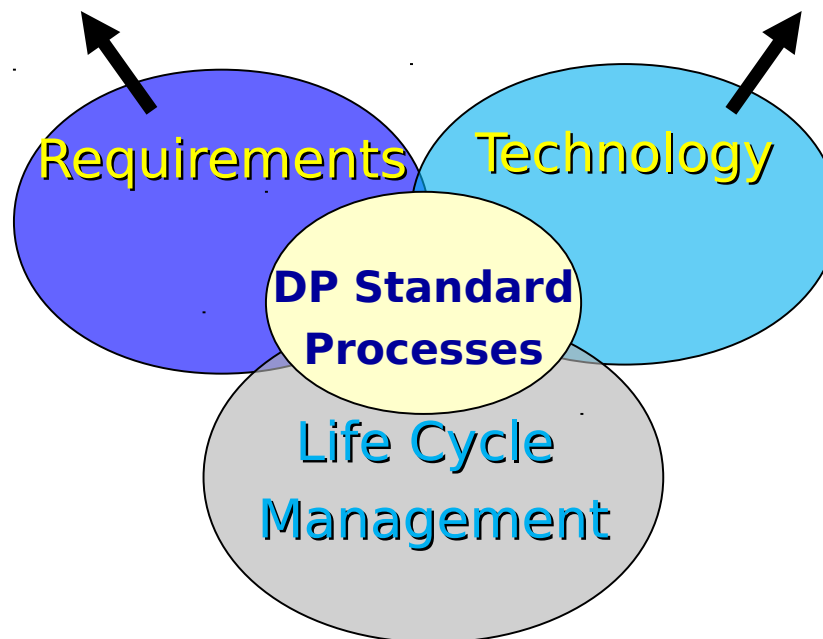 Requirements
Technology
DP Standard
Processes
Life Cycle
Management